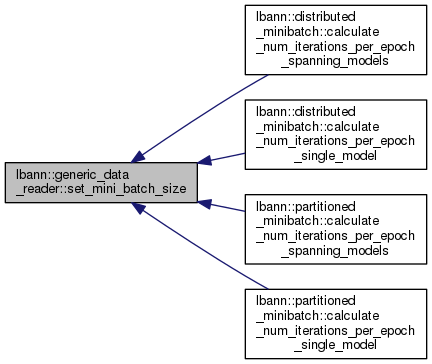 lbann::distributed
_minibatch::calculate
_num_iterations_per_epoch
_spanning_models
lbann::distributed
_minibatch::calculate
_num_iterations_per_epoch
_single_model
lbann::generic_data
_reader::set_mini_batch_size
lbann::partitioned
_minibatch::calculate
_num_iterations_per_epoch
_spanning_models
lbann::partitioned
_minibatch::calculate
_num_iterations_per_epoch
_single_model